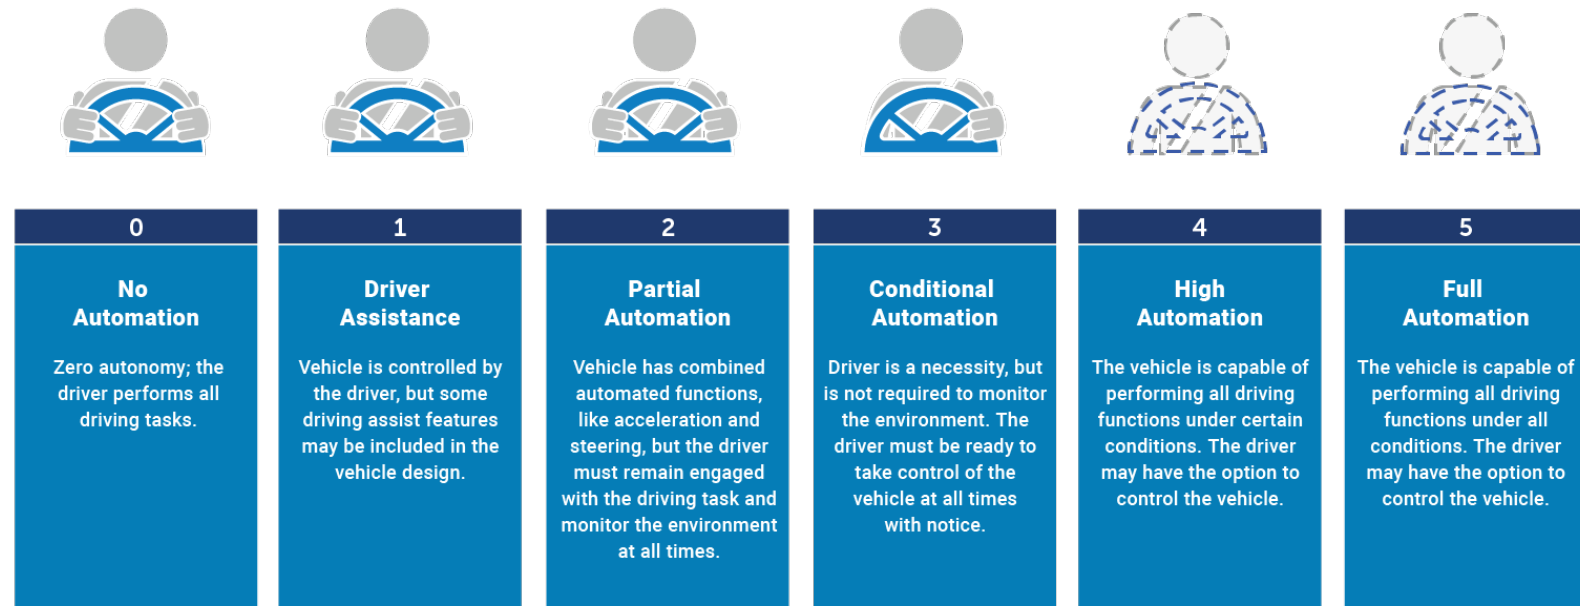 0
No
Automation
Zero autonomy; the
driver performs all
driving tasks.
1
Driver
Assistance
Vehicle is controlled by
the driver, but some
driving assist features
may be included in the
vehicle design.
2
Partial
Automation
Vehicle has combined
automated functions,
like acceleration and
steering, but the driver
must remain engaged
with the driving task and
monitor the environment
at all times.
3
Conditional
Automation
Driver is a necessity, but
is not required to monitor
the environment. The
driver must be ready to
take control of the
vehicle at all times
with notice.
4
High
Automation
The vehicle is capable of
performing all driving
functions under certain
conditions. The driver
may have the option to
control the vehicle.
5
Full
Automation
The vehicle is capable of
performing all driving
functions under all
conditions. The driver
may have the option to
control the vehicle.